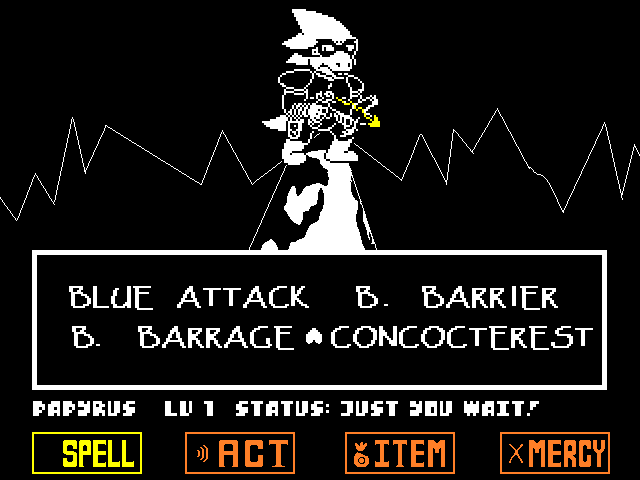 BLUE ATTACK B. BARRIER
B. BARRAGE CONCOCTEREST
PAPYRUS LV 1 STATUS: JUST YOU WAIT!
SPELL ACT ITEM MERCY